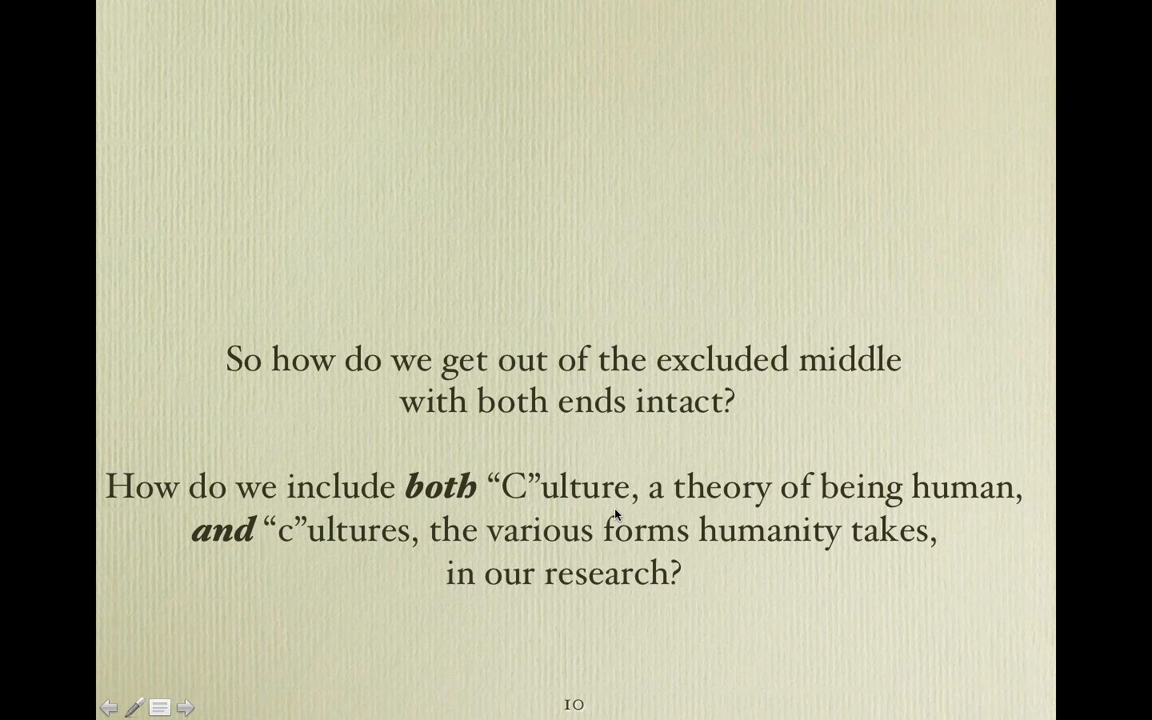 So how do we get out of the excluded middle
with both ends intact?
How do we include both “C”ulture, a theory of being human,
and “c”ultures, the various forms humanity takes,
in our research?
10